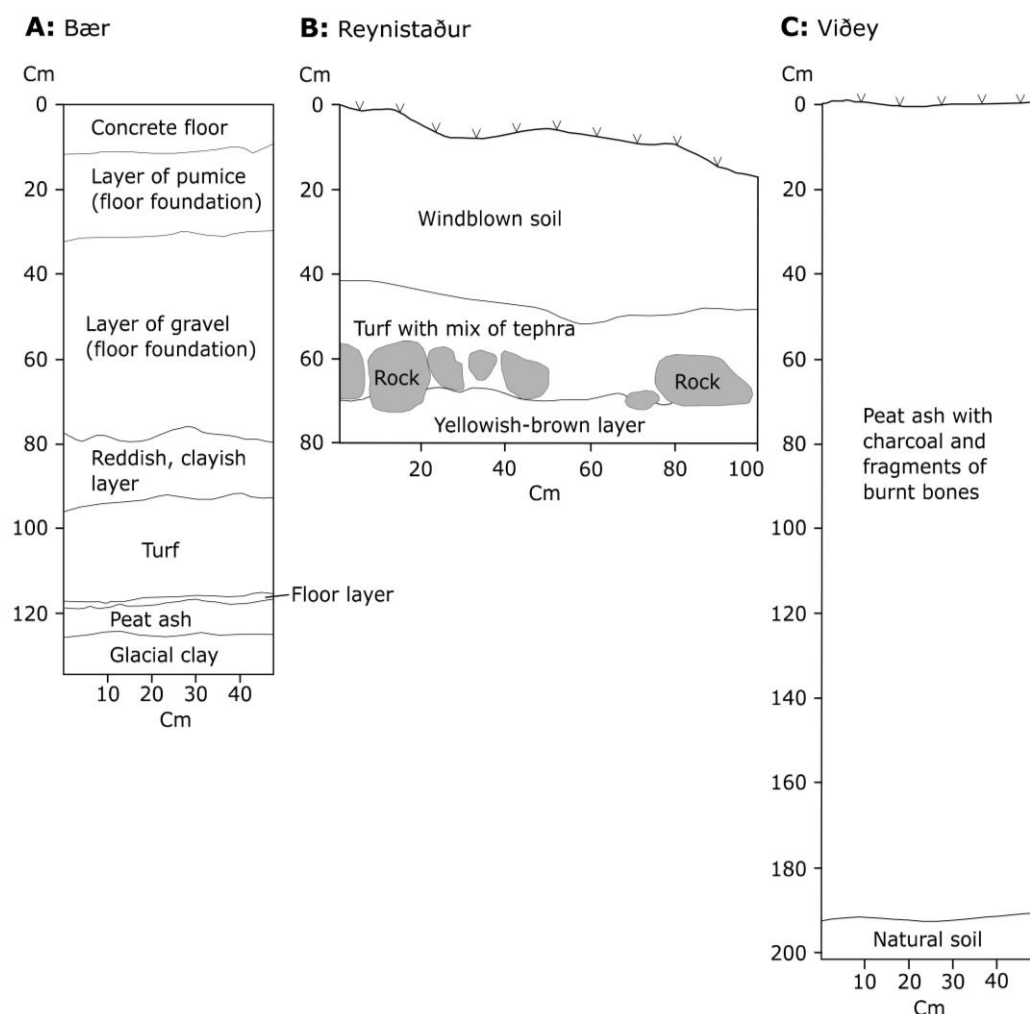 A: Bær
Cm
0
20
40
60
80
100
120
Concrete floor
Layer of pumice
(floor foundation)
Layer of gravel
(floor foundation)
Reddish, clayish
layer
Turf
Floor layer
Peat ash
Glacial clay
10 20 30 40
Cm
B: Reynistaður
Cm
0
20
40
60
80
Windblown soil
Turf with mix of tephra
Rock
Rock
Yellowish-brown layer
20 40 60 80 100
Cm
C: Viðey
Cm
0
20
40
60
80
100
120
140
160
180
200
Peat ash with
charcoal and
fragments of
burnt bones
Natural soil
10 20 30 40
Cm